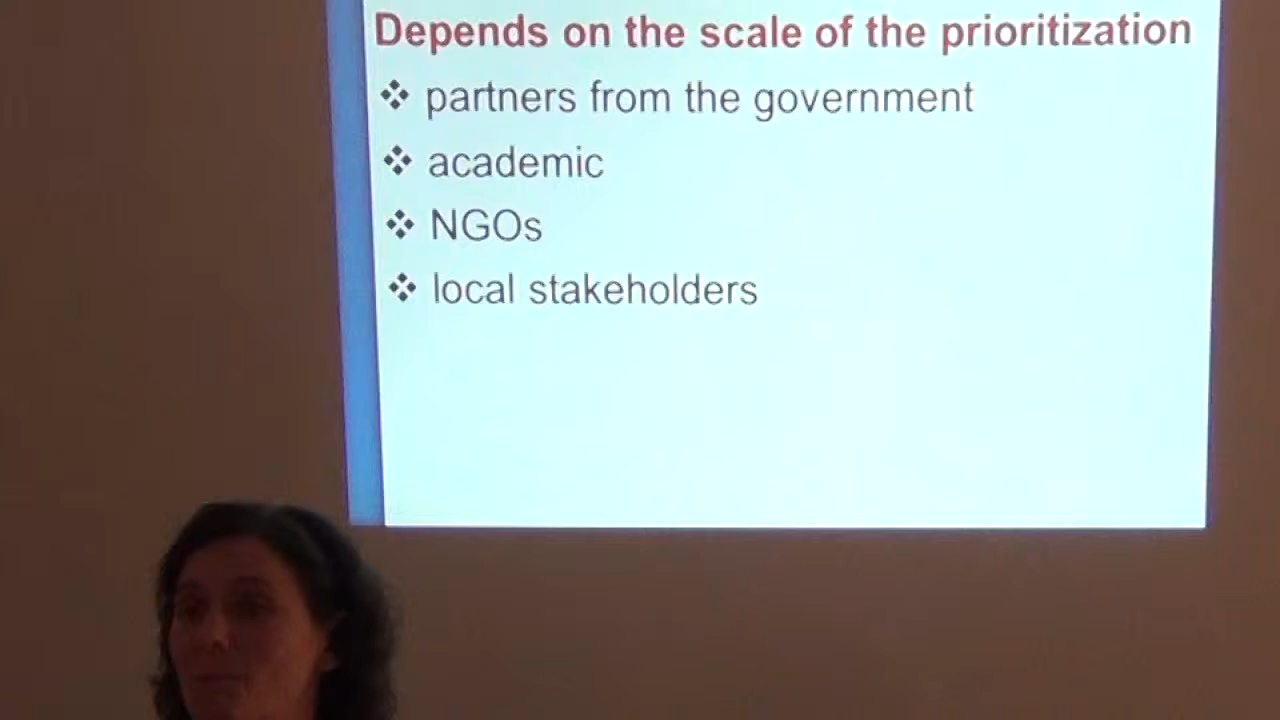 Depends on the scale of the prioritization
❖ partners from the government
❖ academic
❖ NGOs
❖ local stakeholders